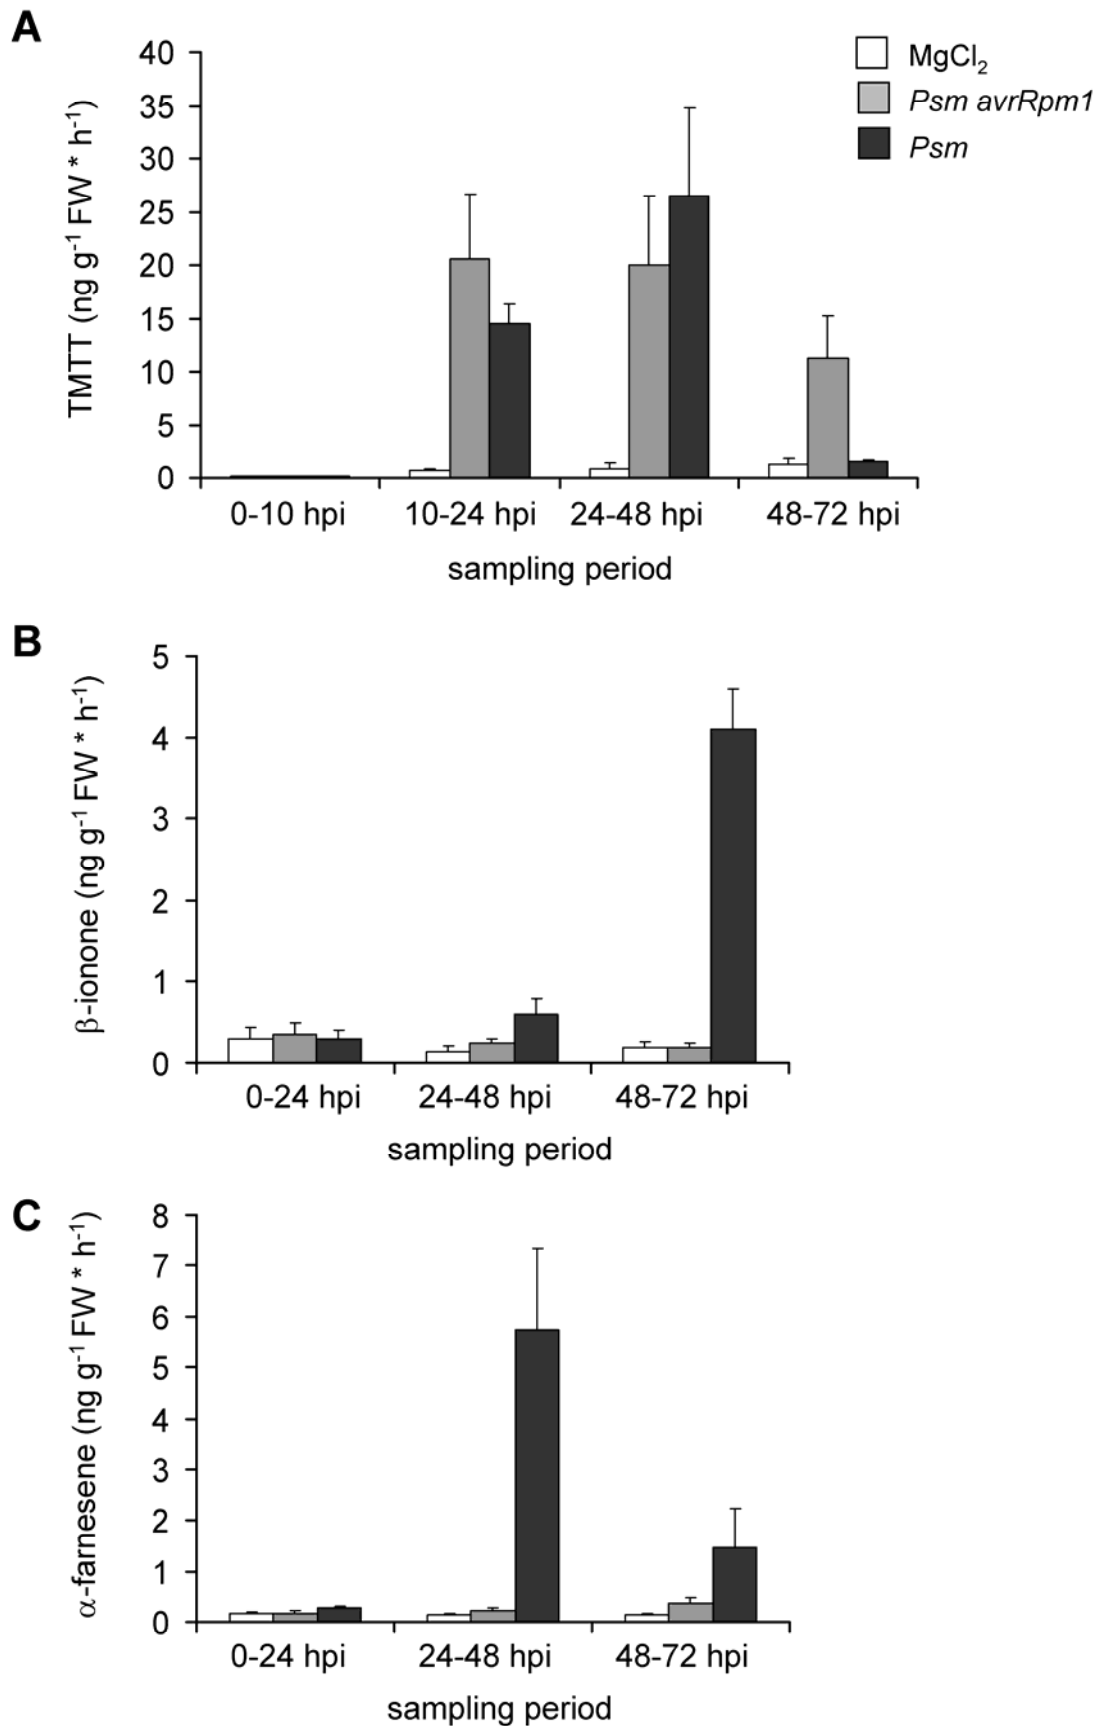 A
TMTT (ng g⁻¹ FW * h⁻¹)
40
35
30
25
20
15
10
5
0
MgCl₂
Psm avrRpm1
Psm
0-10 hpi 10-24 hpi 24-48 hpi 48-72 hpi
sampling period
B
β-ionone (ng g⁻¹ FW * h⁻¹)
5
4
3
2
1
0
0-24 hpi 24-48 hpi 48-72 hpi
sampling period
C
α-farnesene (ng g⁻¹ FW * h⁻¹)
8
7
6
5
4
3
2
1
0
0-24 hpi 24-48 hpi 48-72 hpi
sampling period